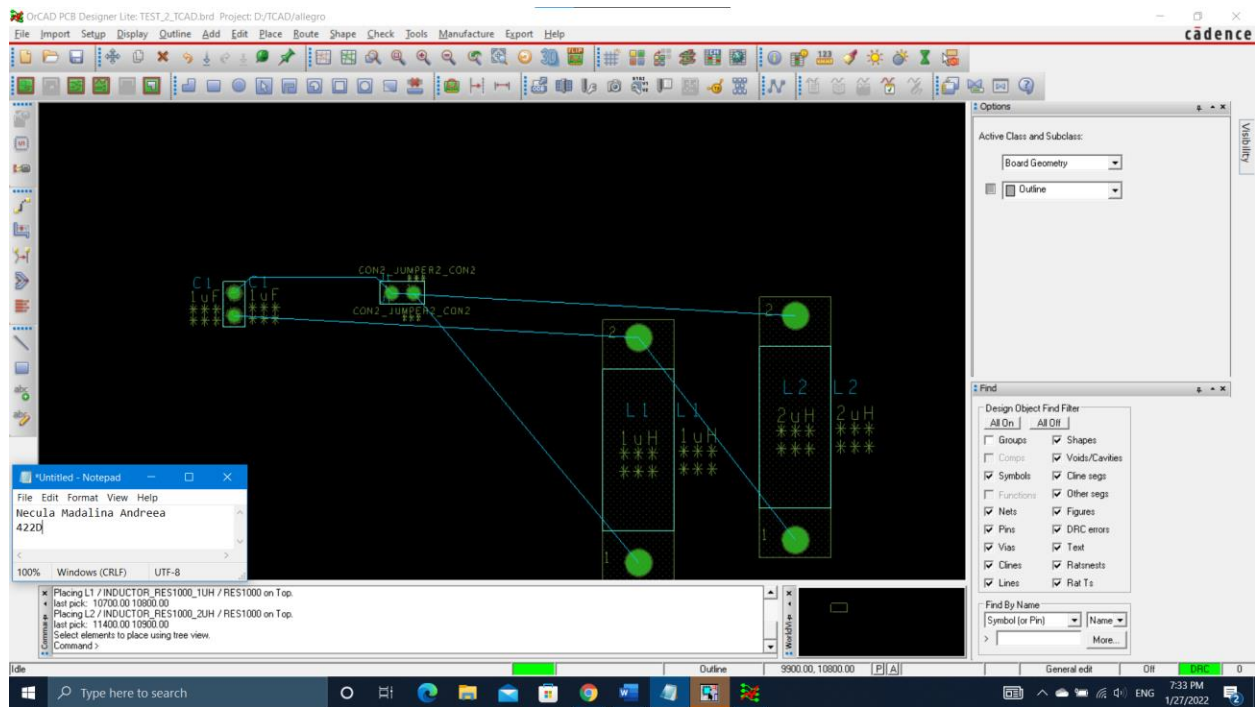 OrCAD PCB Designer Lite: TEST_2_TCAD.brd Project: D:/TCAD/allegro
File Import Setup Display Outline Add Edit Place Route Shape Check Tools Manufacture Export Help
cādence
Options
Active Class and Subclass:
Board Geometry
Outline
Visibility
CON2_JUMPER2_CON2
***
C1 C1
1uF 1uF
*** ***
*** ***
CON2_JUMPER2_CON2
***
2
2
L1 L1
1uH 1uH
*** ***
*** ***
L2 L2
2uH 2uH
*** ***
*** ***
1
1
Find
Design Object Find Filter
All On All Off
Groups Shapes
Comps Voids/Cavities
Symbols Cline segs
Functions Other segs
Nets Figures
Pins DRC errors
Vias Text
Clines Ratsnests
Lines Rat Ts
Find By Name
Symbol (or Pin) Name
> More...
*Untitled - Notepad
File Edit Format View Help
Necula Madalina Andreea
422D
100% Windows (CRLF) UTF-8
Placing L1 / INDUCTOR_RES1000_1UH / RES1000 on Top.
last pick: 10700.00 10800.00
Placing L2 / INDUCTOR_RES1000_2UH / RES1000 on Top.
last pick: 11400.00 10900.00
Select elements to place using tree view.
Command >
WorldVi
Idle Outline 9900.00, 10800.00 P A General edit Off DRC 0
Type here to search
ENG
7:33 PM
1/27/2022
2